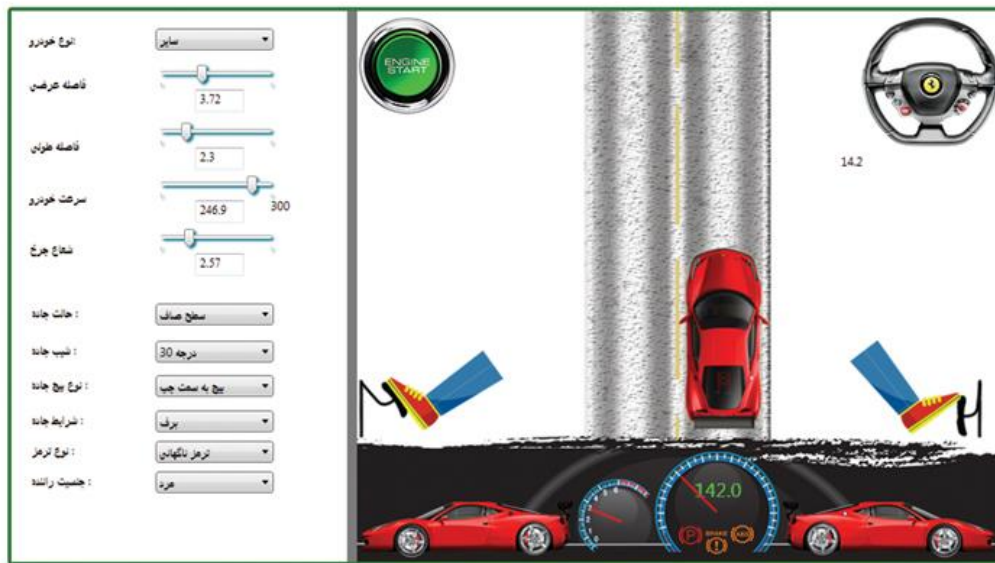 نوع خودرو:
سایر
فاصله عرضی
3.72
فاصله طولی
2.3
سرعت خودرو
300
246.9
شعاع چرخ
2.57
حالت جاده :
سطح صاف
شیب جاده :
30 درجه
نوع پیچ جاده :
پیچ به سمت چپ
شرایط جاده :
برف
نوع ترمز :
ترمز ناگهانی
جنسیت راننده :
مرد
ENGINE
START
14.2
142.0
P
BRAKE
ABS